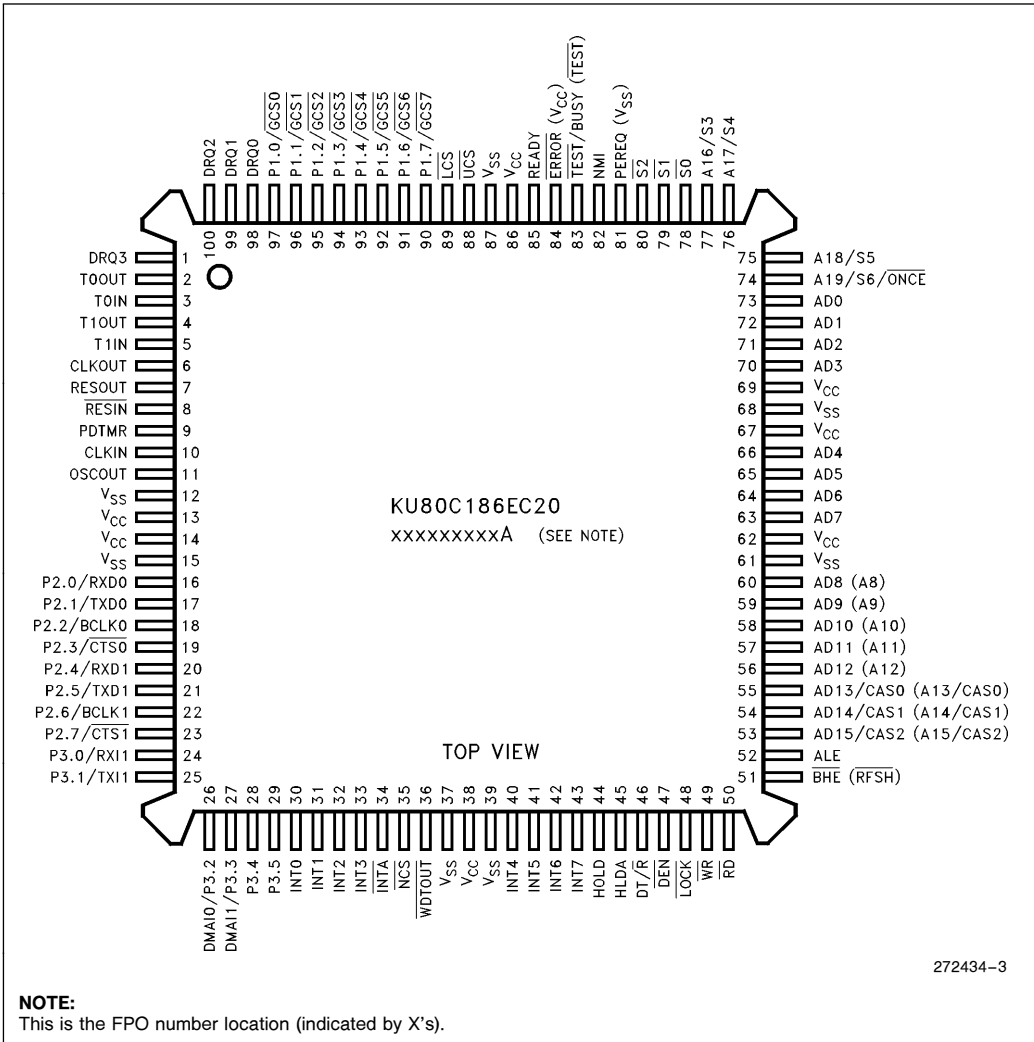 DRQ2
DRQ1
DRQ0
P1.0/GCS0
P1.1/GCS1
P1.2/GCS2
P1.3/GCS3
P1.4/GCS4
P1.5/GCS5
P1.6/GCS6
P1.7/GCS7
LCS
UCS
VSS
VCC
READY
ERROR (VCC)
TEST/BUSY (TEST)
NMI
PEREQ (VSS)
S2
S1
S0
A16/S3
A17/S4
100 99 98 97 96 95 94 93 92 91 90 89 88 87 86 85 84 83 82 81 80 79 78 77 76
DRQ3 1
T0OUT 2
T0IN 3
T1OUT 4
T1IN 5
CLKOUT 6
RESOUT 7
RESIN 8
PDTMR 9
CLKIN 10
OSCOUT 11
VSS 12
VCC 13
VCC 14
VSS 15
P2.0/RXD0 16
P2.1/TXD0 17
P2.2/BCLK0 18
P2.3/CTS0 19
P2.4/RXD1 20
P2.5/TXD1 21
P2.6/BCLK1 22
P2.7/CTS1 23
P3.0/RXI1 24
P3.1/TXI1 25
KU80C186EC20
XXXXXXXXXA (SEE NOTE)
TOP VIEW
75 A18/S5
74 A19/S6/ONCE
73 AD0
72 AD1
71 AD2
70 AD3
69 VCC
68 VSS
67 VCC
66 AD4
65 AD5
64 AD6
63 AD7
62 VCC
61 VSS
60 AD8 (A8)
59 AD9 (A9)
58 AD10 (A10)
57 AD11 (A11)
56 AD12 (A12)
55 AD13/CAS0 (A13/CAS0)
54 AD14/CAS1 (A14/CAS1)
53 AD15/CAS2 (A15/CAS2)
52 ALE
51 BHE (RFSH)
26 27 28 29 30 31 32 33 34 35 36 37 38 39 40 41 42 43 44 45 46 47 48 49 50
DMAI0/P3.2
DMAI1/P3.3
P3.4
P3.5
INT0
INT1
INT2
INT3
INTA
NCS
WDTOUT
VSS
VCC
VSS
INT4
INT5
INT6
INT7
HOLD
HLDA
DT/R
DEN
LOCK
WR
RD
272434–3
NOTE:
This is the FPO number location (indicated by X's).